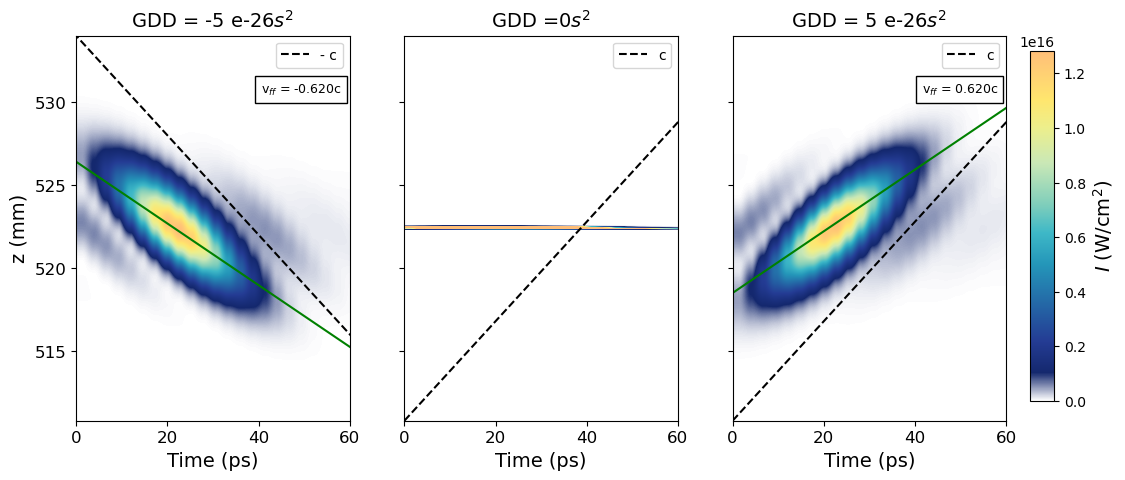 GDD = -5 e-26s²
GDD =0s²
GDD = 5 e-26s²
1e16
- c
c
c
v_ff = -0.620c
v_ff = 0.620c
530
525
520
515
z (mm)
1.2
1.0
0.8
0.6
0.4
0.2
0.0
I (W/cm²)
0 20 40 60
0 20 40 60
0 20 40 60
Time (ps)
Time (ps)
Time (ps)